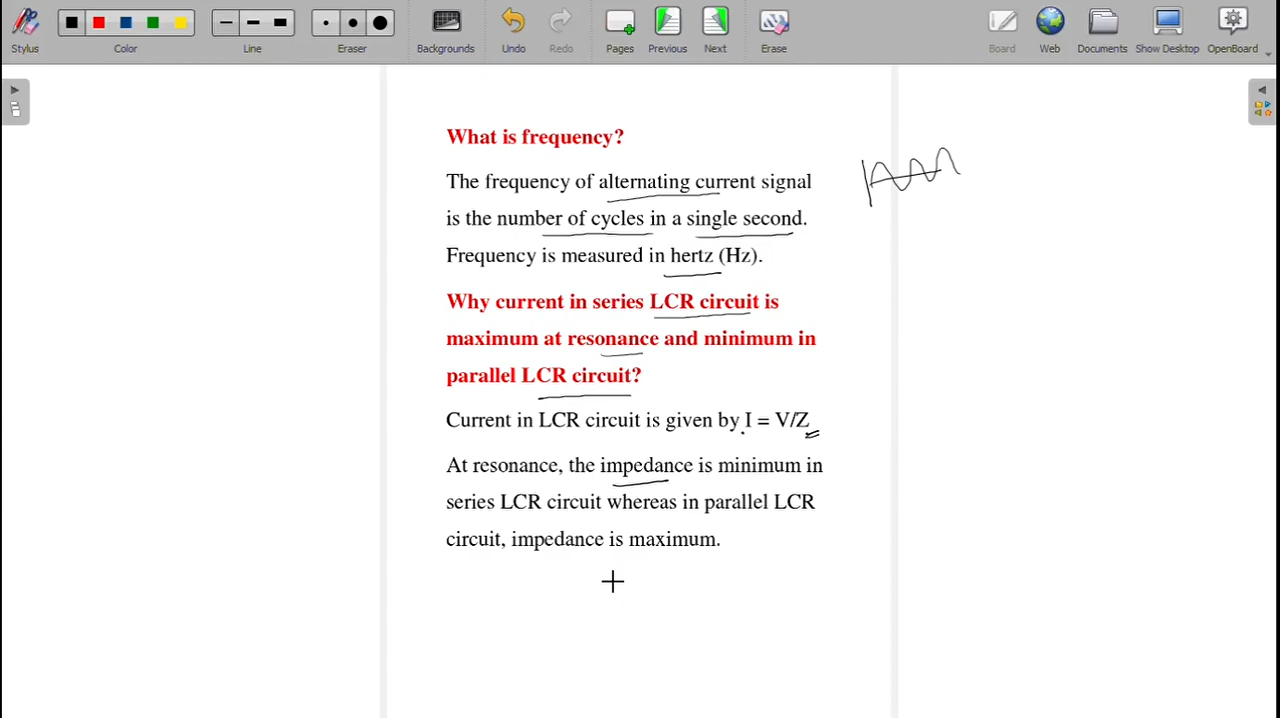 Stylus
Color
Line
Eraser
Backgrounds
Undo
Redo
Pages
Previous
Next
Erase
Board
Web
Documents
Show Desktop
OpenBoard
What is frequency?
The frequency of alternating current signal
is the number of cycles in a single second.
Frequency is measured in hertz (Hz).
Why current in series LCR circuit is
maximum at resonance and minimum in
parallel LCR circuit?
Current in LCR circuit is given by I = V/Z
At resonance, the impedance is minimum in
series LCR circuit whereas in parallel LCR
circuit, impedance is maximum.